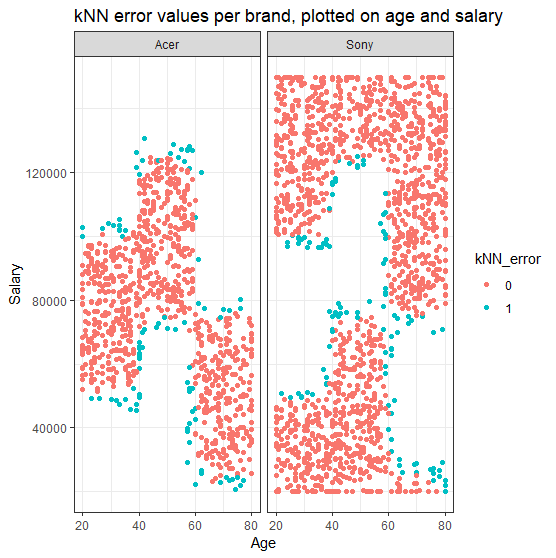 kNN error values per brand, plotted on age and salary
Acer
Sony
120000
80000
40000
Salary
20
40
60
80
20
40
60
80
Age
kNN_error
0
1